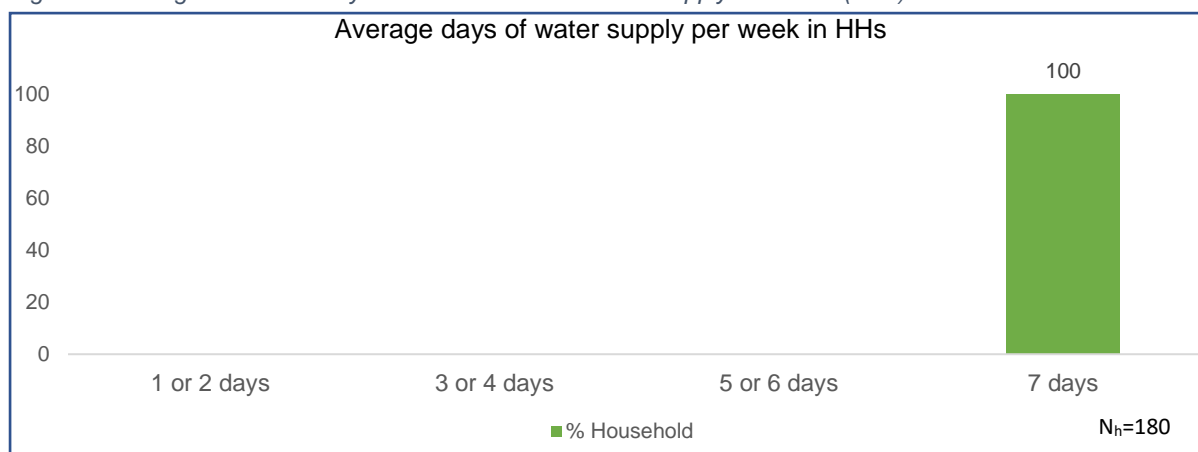 Average days of water supply per week in HHs
100
100
80
60
40
20
0
1 or 2 days
3 or 4 days
5 or 6 days
7 days
% Household
Nₕ=180